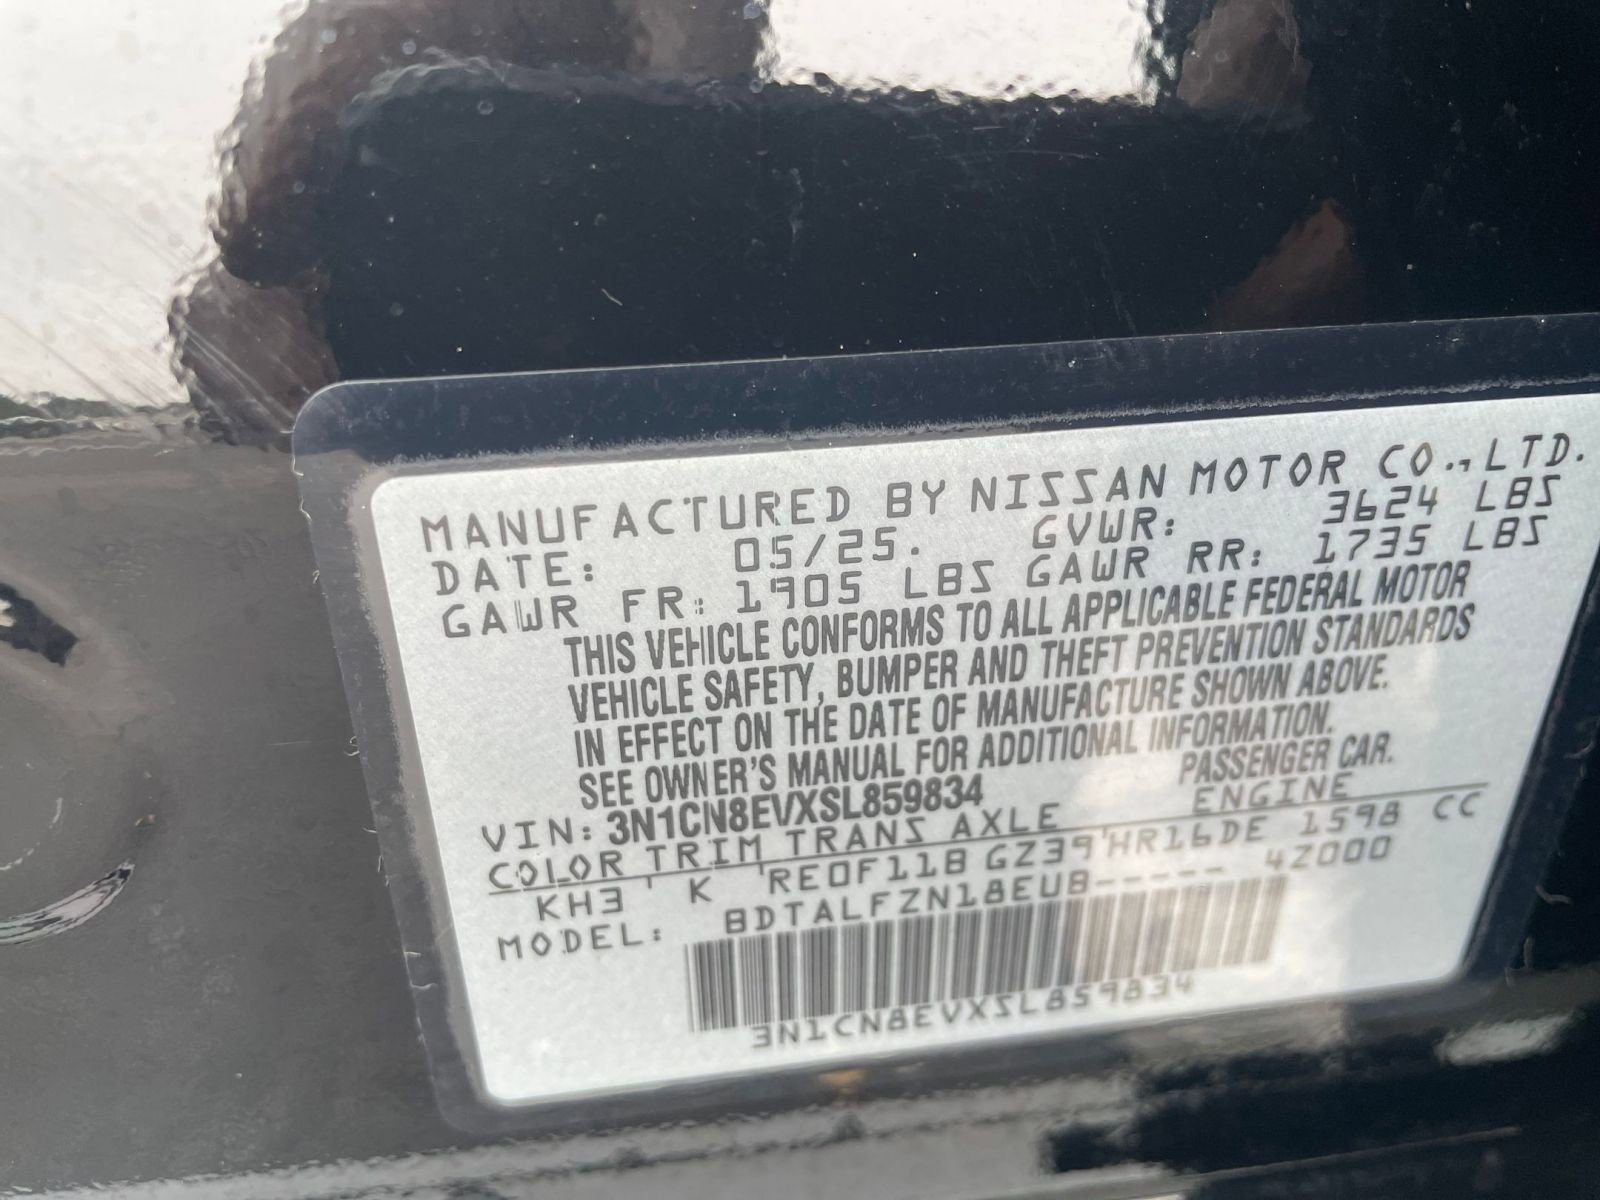 MANUFACTURED BY NISSAN MOTOR CO.,LTD.
DATE: 05/25. GVWR: 3624 LBS
GAWR FR: 1905 LBS GAWR RR: 1735 LBS
THIS VEHICLE CONFORMS TO ALL APPLICABLE FEDERAL MOTOR
VEHICLE SAFETY, BUMPER AND THEFT PREVENTION STANDARDS
IN EFFECT ON THE DATE OF MANUFACTURE SHOWN ABOVE.
SEE OWNER'S MANUAL FOR ADDITIONAL INFORMATION.
VIN: 3N1CN8EVXSL859834 PASSENGER CAR.
COLOR TRIM TRANS AXLE ENGINE
KH3 K RE0F11B GZ39 HR16DE 1598 CC
MODEL: BDTALFZN18EUB----- 4Z000
3N1CN8EVXSL859834